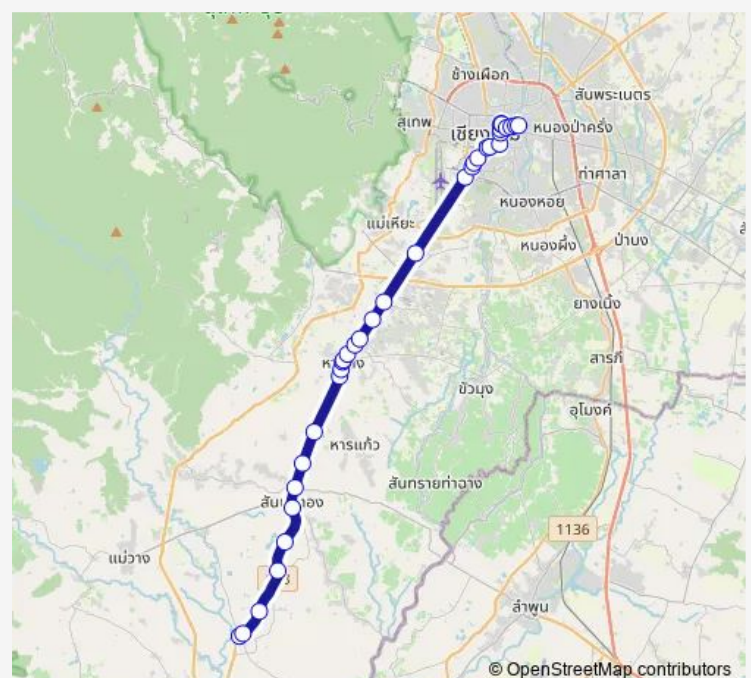 ช้างเผือก
สันพระเนตร
สุเทพ
หนองป่าครั่ง
ท่าศาลา
หนองหอย
แม่เหียะ
หนองผึ้ง
ป่าบง
ยางเนิ้ง
สารภี
ขัวมุง
อุโมงค์
หารแก้ว
สันทรายท่าฉาง
1136
แม่วาง
ลำพูน
© OpenStreetMap contributors